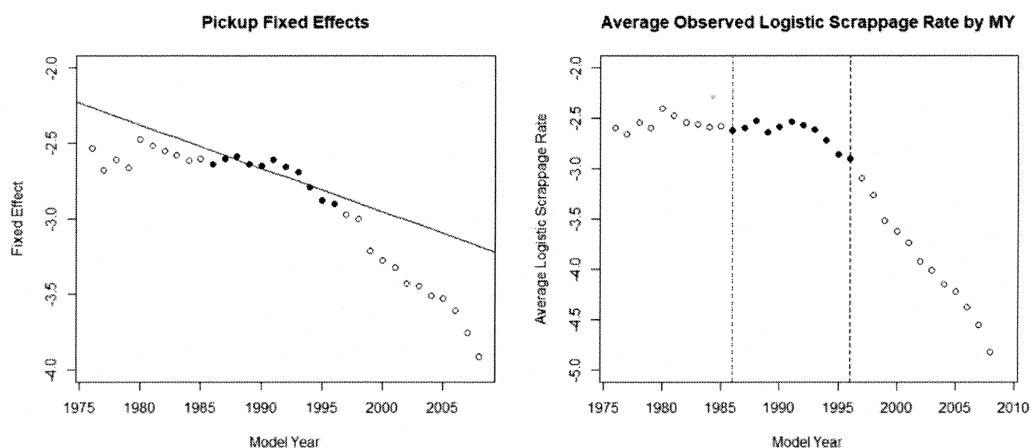 Pickup Fixed Effects
Fixed Effect
-2.0
-2.5
-3.0
-3.5
-4.0
1975 1980 1985 1990 1995 2000 2005
Model Year
Average Observed Logistic Scrappage Rate by MY
Average Logistic Scrappage Rate
-2.0
-2.5
-3.0
-3.5
-4.0
-4.5
-5.0
1975 1980 1985 1990 1995 2000 2005 2010
Model Year